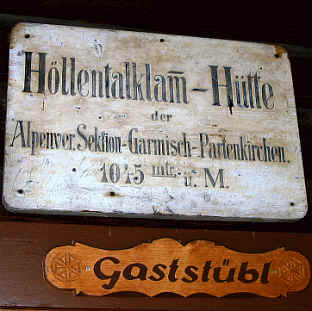 Höllentalklam̄ - Hütte
der
Alpenver. Sektion-Garmisch-Partenkirchen.
1045 mtr. ü. M.
Gaststübl